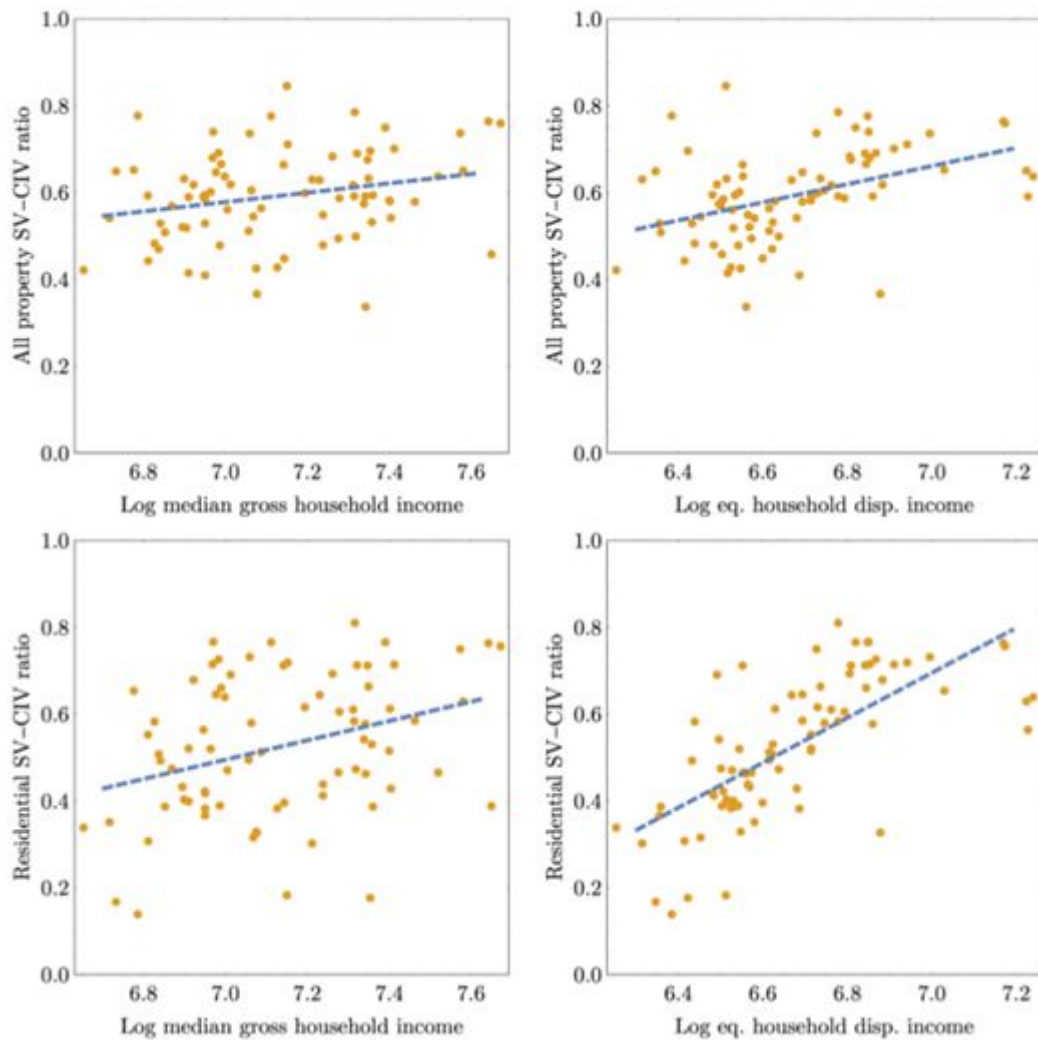 1.0
0.8
0.6
0.4
0.2
0.0
All property SV–CIV ratio
6.8 7.0 7.2 7.4 7.6
Log median gross household income
1.0
0.8
0.6
0.4
0.2
0.0
All property SV–CIV ratio
6.4 6.6 6.8 7.0 7.2
Log eq. household disp. income
1.0
0.8
0.6
0.4
0.2
0.0
Residential SV–CIV ratio
6.8 7.0 7.2 7.4 7.6
Log median gross household income
1.0
0.8
0.6
0.4
0.2
0.0
Residential SV–CIV ratio
6.4 6.6 6.8 7.0 7.2
Log eq. household disp. income